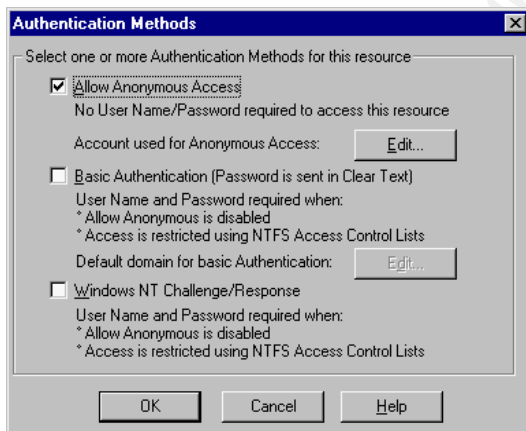 Authentication Methods
Select one or more Authentication Methods for this resource
Allow Anonymous Access
No User Name/Password required to access this resource
Account used for Anonymous Access: Edit...
Basic Authentication (Password is sent in Clear Text)
User Name and Password required when:
* Allow Anonymous is disabled
* Access is restricted using NTFS Access Control Lists
Default domain for basic Authentication: Edit...
Windows NT Challenge/Response
User Name and Password required when:
* Allow Anonymous is disabled
* Access is restricted using NTFS Access Control Lists
OK Cancel Help